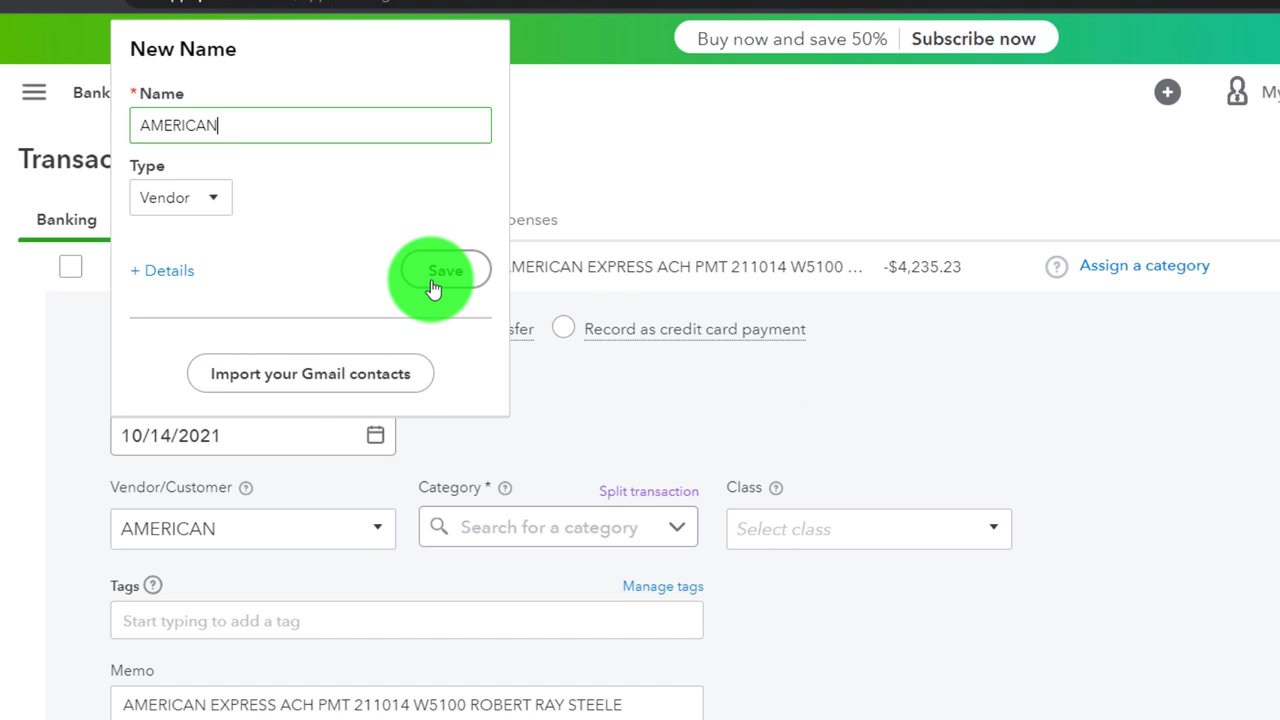 Buy now and save 50% Subscribe now
New Name
Bank
My
* Name
AMERICAN
Transac
Type
Vendor
Banking
penses
+ Details
Save
MERICAN EXPRESS ACH PMT 211014 W5100 ... -$4,235.23
Assign a category
sfer
Record as credit card payment
Import your Gmail contacts
10/14/2021
Vendor/Customer
Category *
Split transaction
Class
AMERICAN
Search for a category
Select class
Tags
Manage tags
Start typing to add a tag
Memo
AMERICAN EXPRESS ACH PMT 211014 W5100 ROBERT RAY STEELE